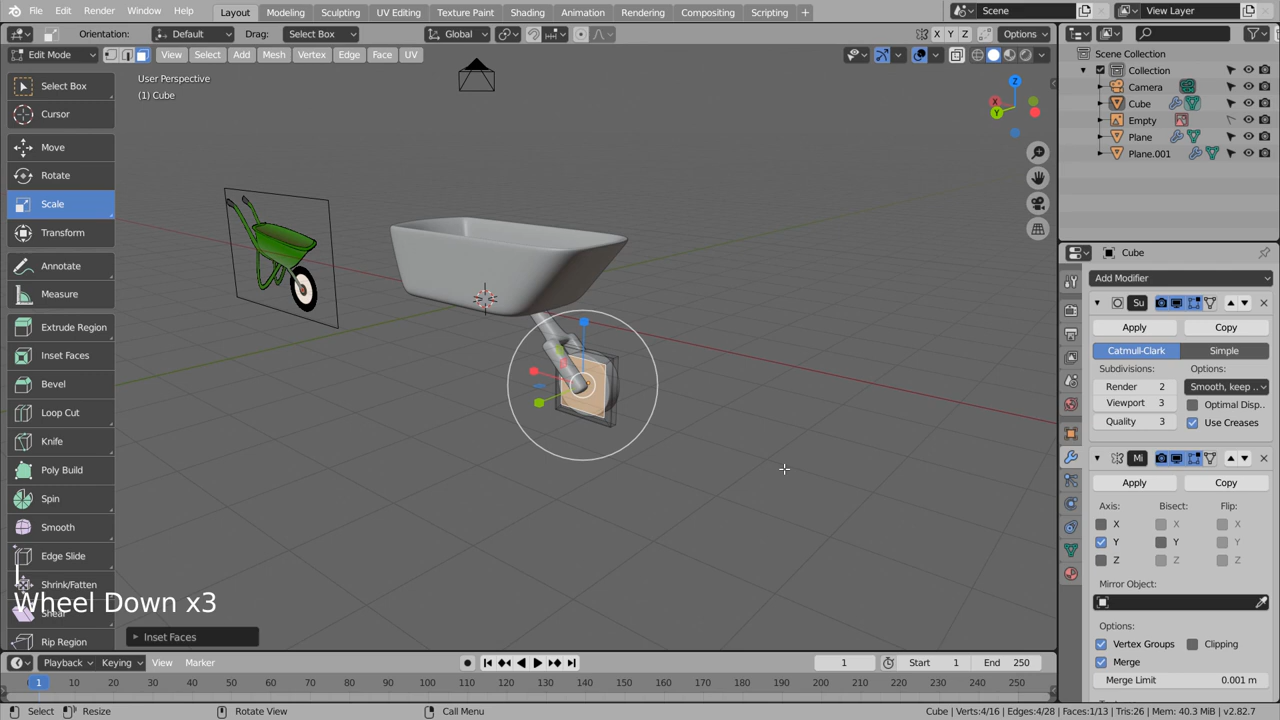 File Edit Render Window Help Layout Modeling Sculpting UV Editing Texture Paint Shading Animation Rendering Compositing Scripting + Scene View Layer
Orientation: Default Drag: Select Box Global X Y Z Options
Edit Mode View Select Add Mesh Vertex Edge Face UV
User Perspective
(1) Cube
Select Box
Cursor
Move
Rotate
Scale
Transform
Annotate
Measure
Extrude Region
Inset Faces
Bevel
Loop Cut
Knife
Poly Build
Spin
Smooth
Edge Slide
Shrink/Fatten
Shear
Rip Region
I
Wheel Down x3
Inset Faces
Z
X
Y
Scene Collection
Collection
Camera
Cube
Empty
Plane
Plane.001
Cube
Add Modifier
Su
Apply Copy
Catmull-Clark Simple
Subdivisions: Options:
Render 2 Smooth, keep ..
Viewport 3 Optimal Disp..
Quality 3 Use Creases
Mi
Apply Copy
Axis: Bisect: Flip:
X X X
Y Y Y
Z Z Z
Mirror Object:
Options:
Vertex Groups Clipping
Merge
Merge Limit 0.001 m
Playback Keying View Marker 1 Start 1 End 250
1 10 20 30 40 50 60 70 80 90 100 110 120 130 140 150 160 170 180 190 200 210 220 230 240 250
Select Resize Rotate View Call Menu Cube | Verts:4/16 | Edges:4/28 | Faces:1/13 | Tris:26 | Mem: 40.3 MiB | v2.82.7